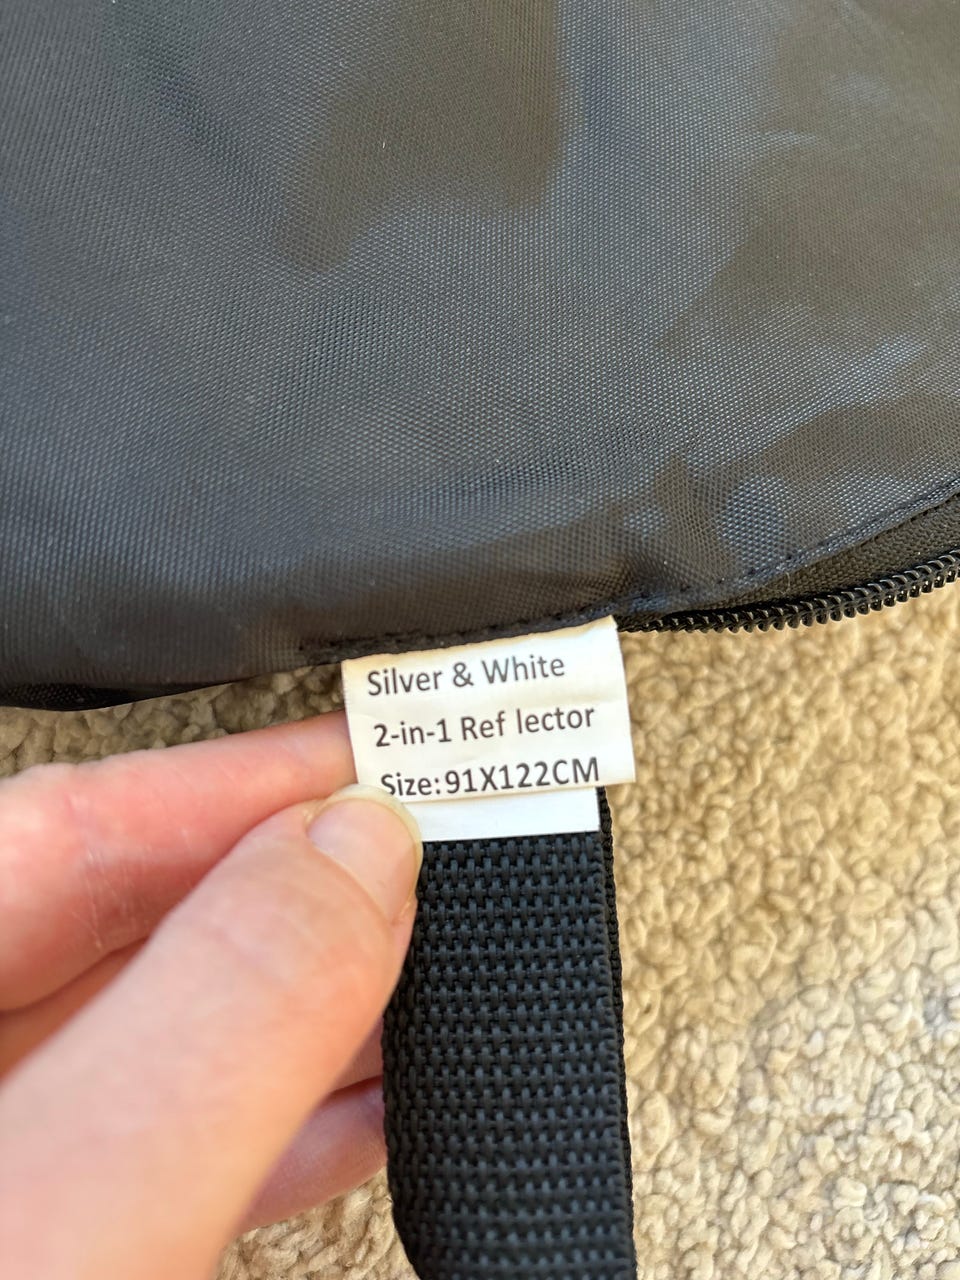 Silver & White
2-in-1 Ref lector
Size:91X122CM